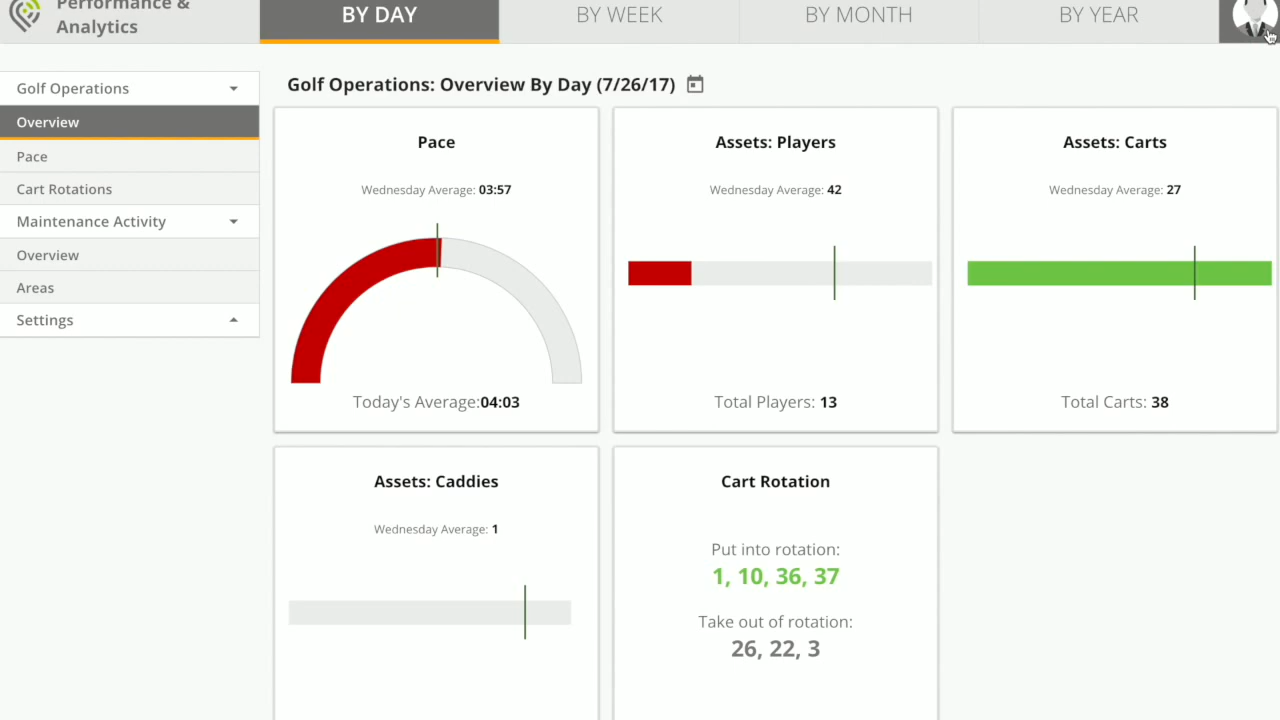 Performance &
Analytics
BY DAY
BY WEEK
BY MONTH
BY YEAR
Golf Operations
Overview
Pace
Cart Rotations
Maintenance Activity
Overview
Areas
Settings
Golf Operations: Overview By Day (7/26/17)
Pace
Wednesday Average: 03:57
Today's Average:04:03
Assets: Players
Wednesday Average: 42
Total Players: 13
Assets: Carts
Wednesday Average: 27
Total Carts: 38
Assets: Caddies
Wednesday Average: 1
Cart Rotation
Put into rotation:
1, 10, 36, 37
Take out of rotation:
26, 22, 3